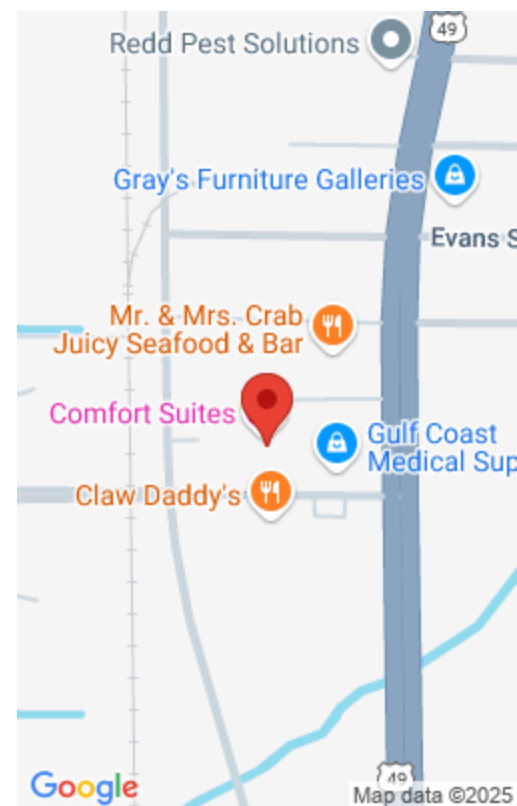 49
Redd Pest Solutions
Gray's Furniture Galleries
Evans S
Mr. & Mrs. Crab
Juicy Seafood & Bar
Comfort Suites
Gulf Coast
Medical Sup
Claw Daddy's
49
Google
Map data ©2025